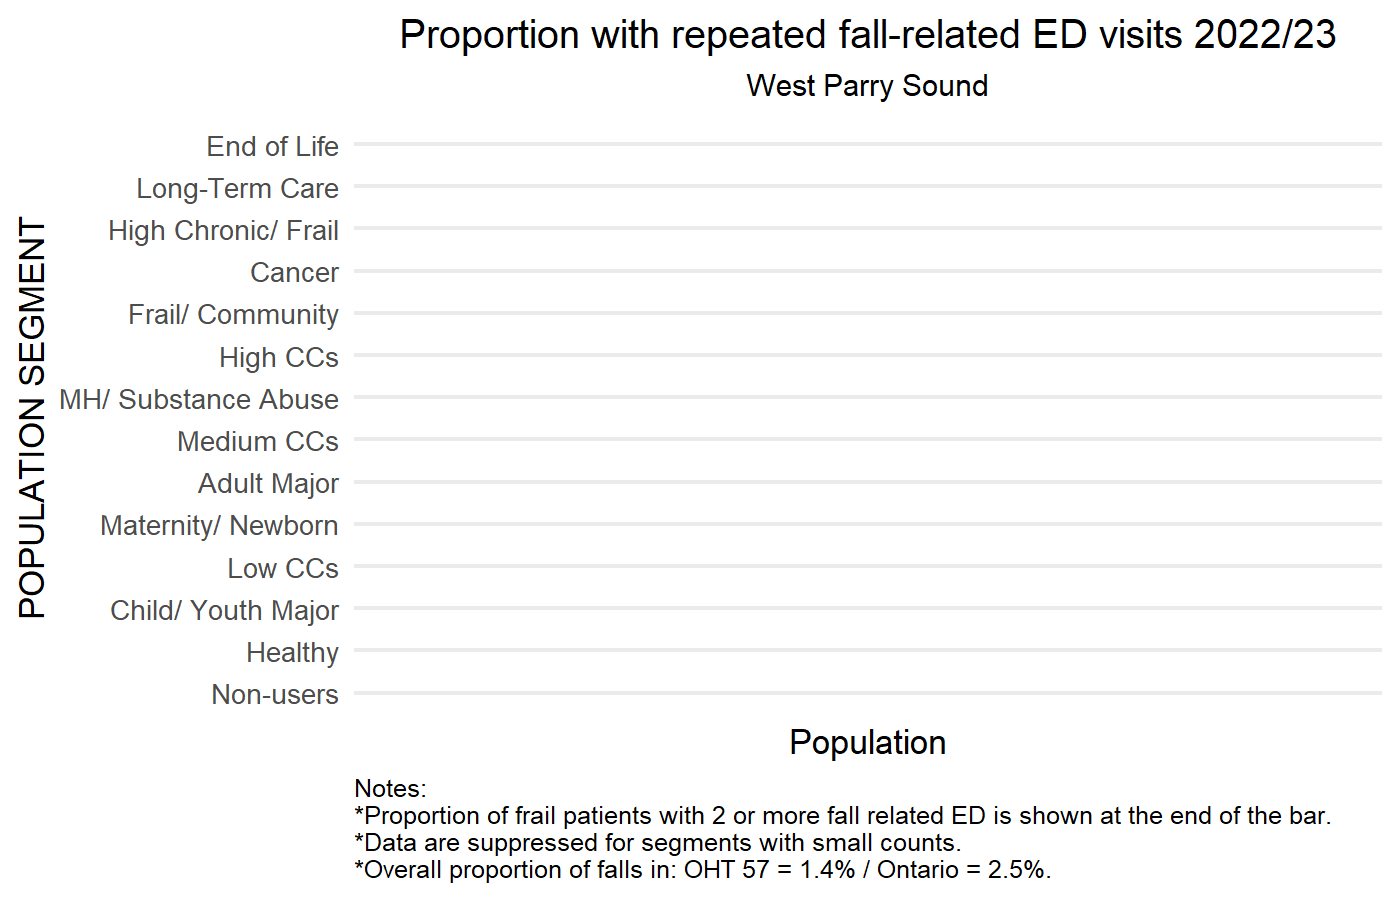 Proportion with repeated fall-related ED visits 2022/23
West Parry Sound
POPULATION SEGMENT
End of Life
Long-Term Care
High Chronic/ Frail
Cancer
Frail/ Community
High CCs
MH/ Substance Abuse
Medium CCs
Adult Major
Maternity/ Newborn
Low CCs
Child/ Youth Major
Healthy
Non-users
Population
Notes:
*Proportion of frail patients with 2 or more fall related ED is shown at the end of the bar.
*Data are suppressed for segments with small counts.
*Overall proportion of falls in: OHT 57 = 1.4% / Ontario = 2.5%.